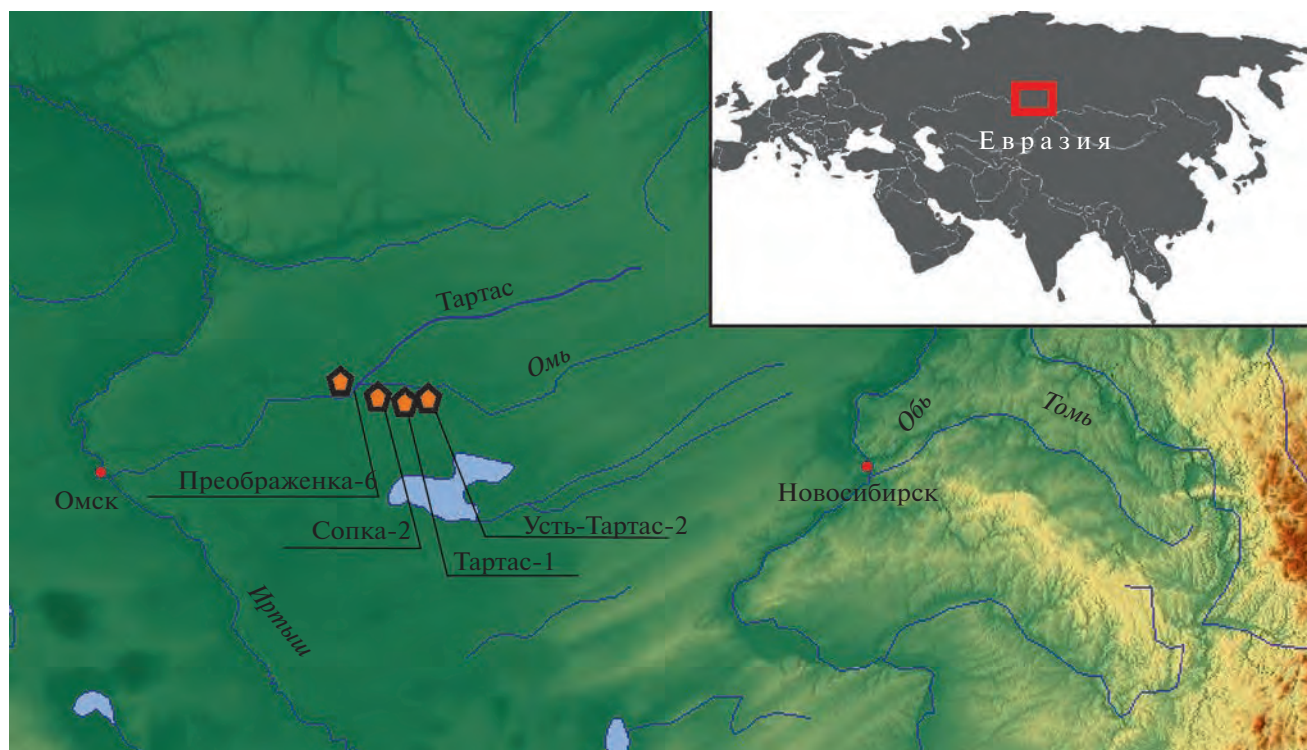 Евразия
Тартас
Омь
Обь
Томь
Омск
Преображенка-6
Новосибирск
Сопка-2
Усть-Тартас-2
Тартас-1
Иртыш